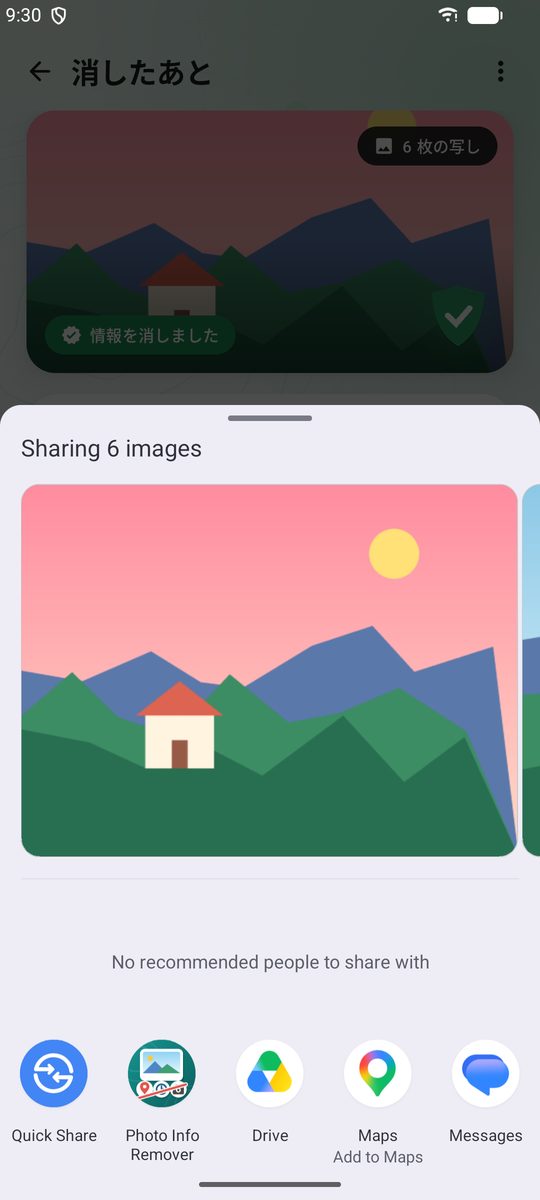 9:30
消したあと
6 枚の写し
情報を消しました
Sharing 6 images
No recommended people to share with
Quick Share
Photo Info
Remover
Drive
Maps
Add to Maps
Messages